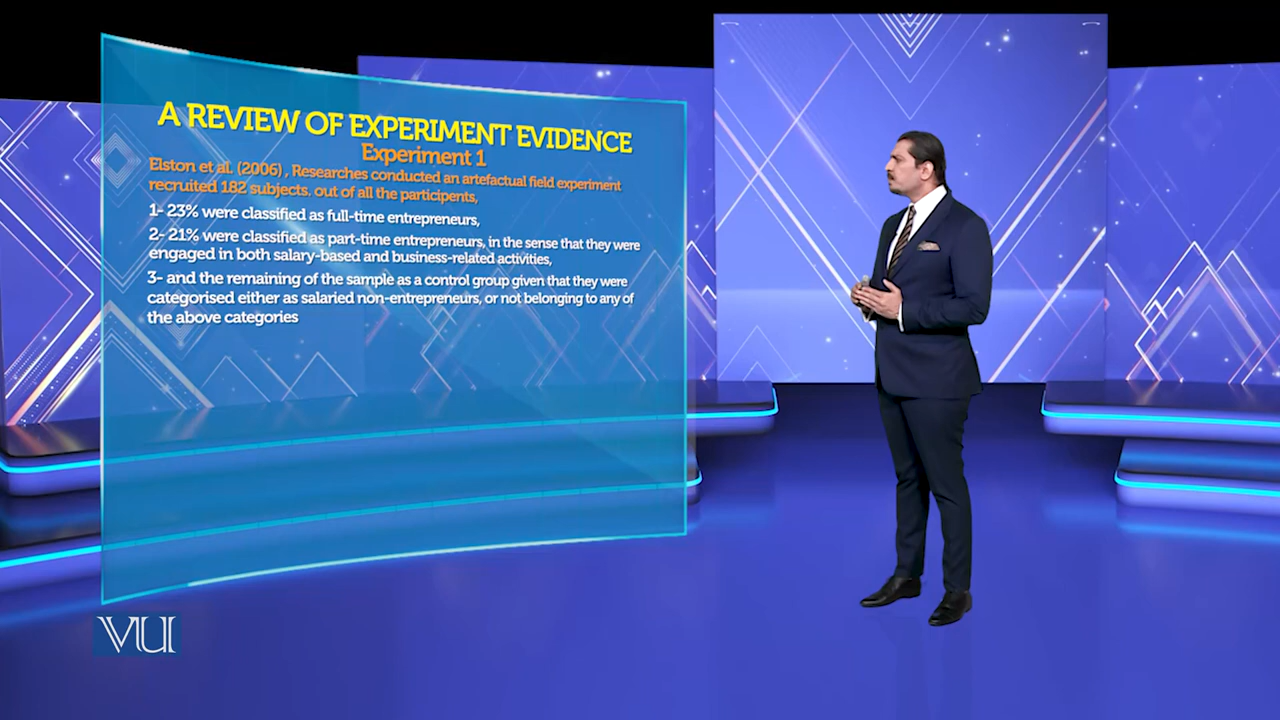 A REVIEW OF EXPERIMENT EVIDENCE
Experiment 1
Elston et al. (2006) , Researches conducted an artefactual field experiment
recruited 182 subjects. out of all the participants,
1- 23% were classified as full-time entrepreneurs,
2- 21% were classified as part-time entrepreneurs, in the sense that they were
engaged in both salary-based and business-related activities,
3- and the remaining of the sample as a control group given that they were
categorised either as salaried non-entrepreneurs, or not belonging to any of
the above categories
VU